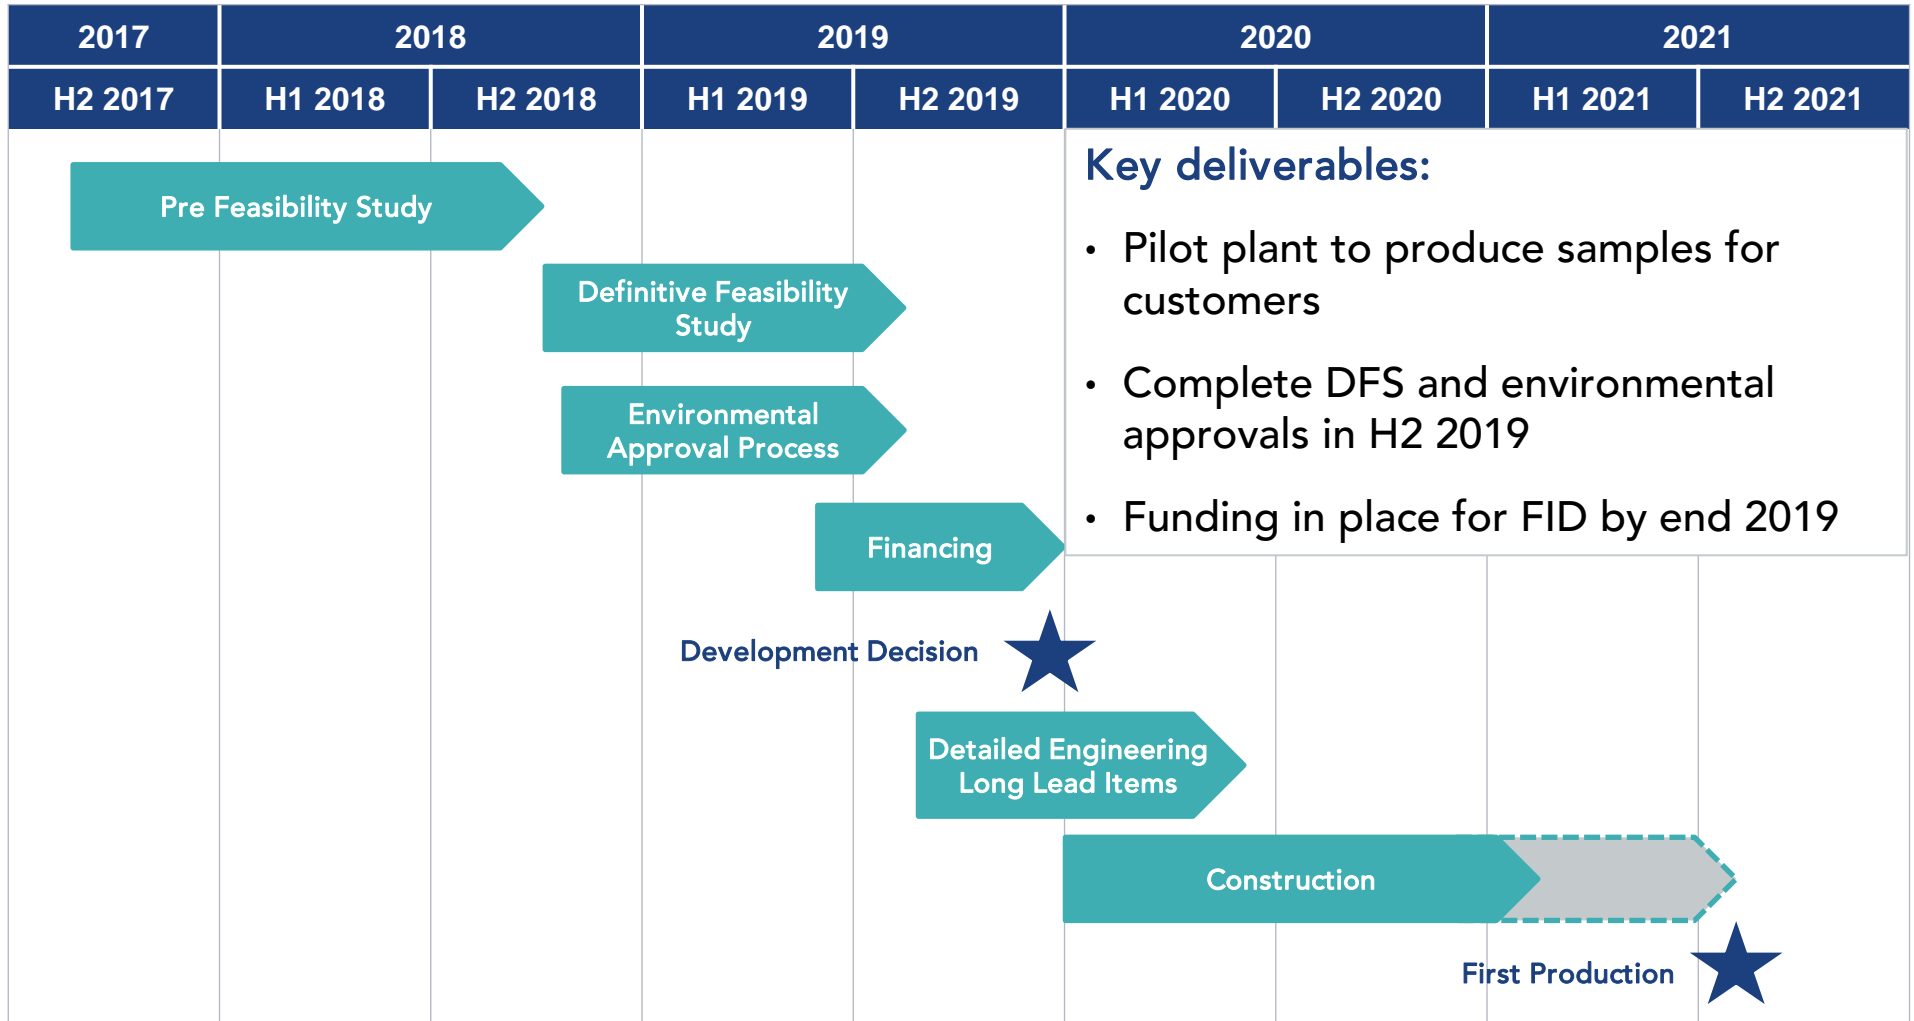 2017 2018 2019 2020 2021
H2 2017 H1 2018 H2 2018 H1 2019 H2 2019 H1 2020 H2 2020 H1 2021 H2 2021
Key deliverables:
• Pilot plant to produce samples for
customers
• Complete DFS and environmental
approvals in H2 2019
• Funding in place for FID by end 2019
Pre Feasibility Study
Definitive Feasibility
Study
Environmental
Approval Process
Financing
Development Decision
Detailed Engineering
Long Lead Items
Construction
First Production